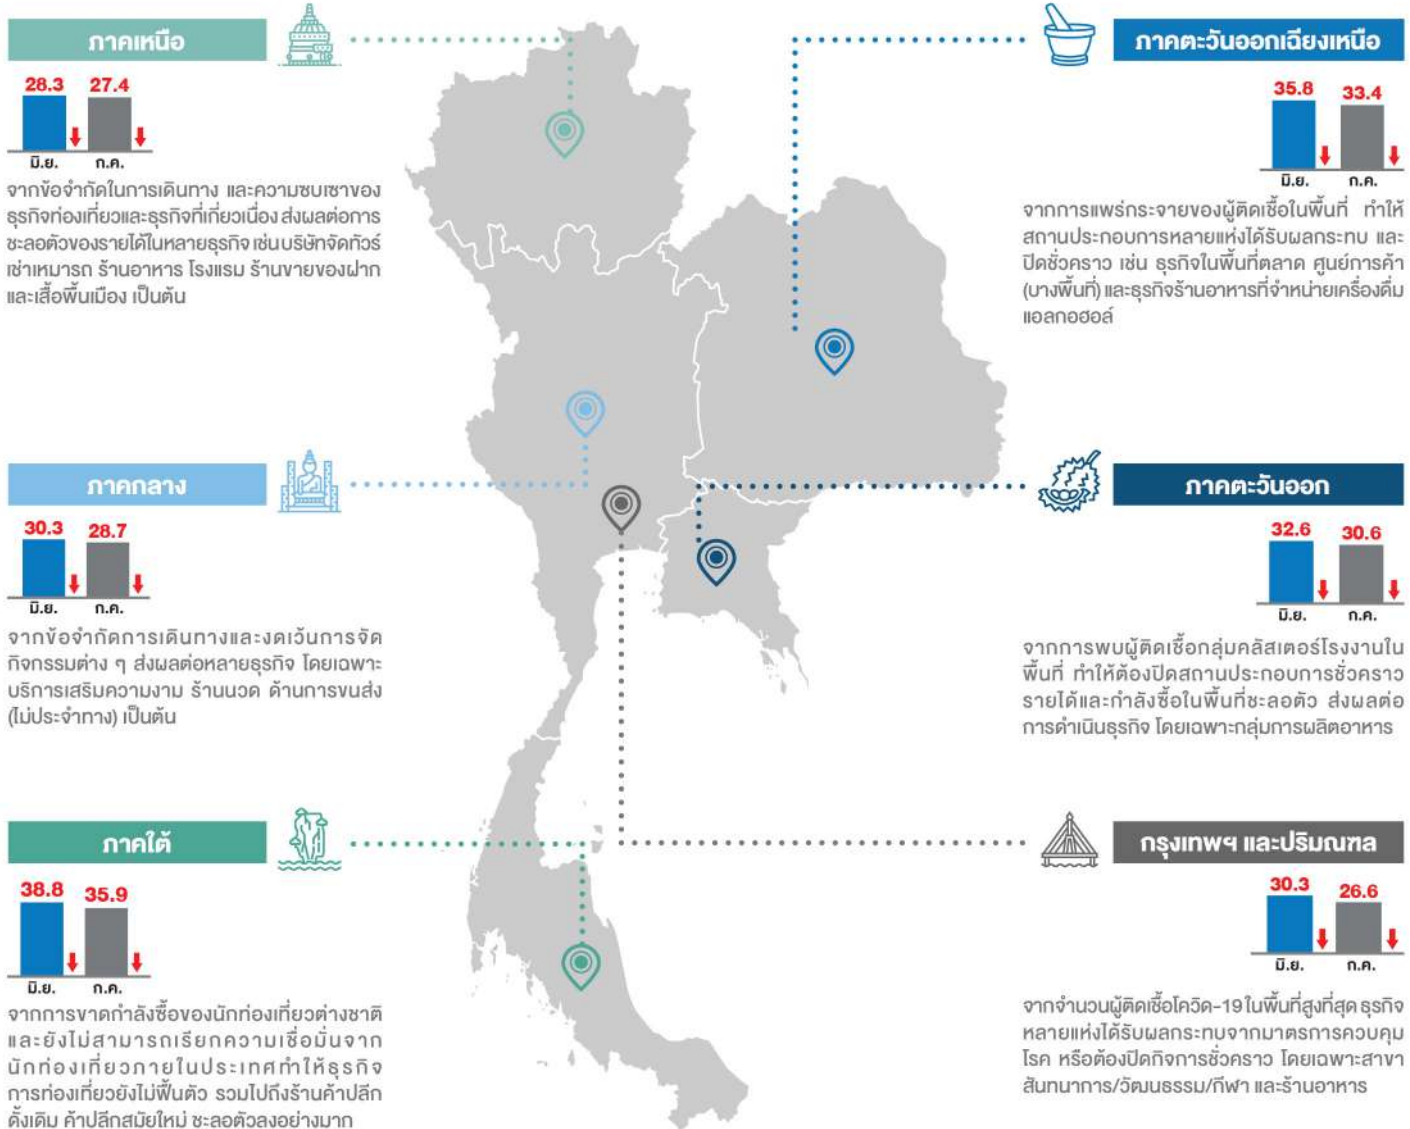 ภาคเหนือ
28.3 27.4
มิ.ย. ก.ค.
จากข้อจำกัดในการเดินทาง และความซบเซาของ
ธุรกิจท่องเที่ยวและธุรกิจที่เกี่ยวเนื่อง ส่งผลต่อการ
ชะลอตัวของรายได้ในหลายธุรกิจ เช่น บริษัทจัดทัวร์
เช่าเหมารถ ร้านอาหาร โรงแรม ร้านขายของฝาก
และเสื้อพื้นเมือง เป็นต้น
ภาคตะวันออกเฉียงเหนือ
35.8 33.4
มิ.ย. ก.ค.
จากการแพร่กระจายของผู้ติดเชื้อในพื้นที่ ทำให้
สถานประกอบการหลายแห่งได้รับผลกระทบ และ
ปิดชั่วคราว เช่น ธุรกิจในพื้นที่ตลาด ศูนย์การค้า
(บางพื้นที่) และธุรกิจร้านอาหารที่จำหน่ายเครื่องดื่ม
แอลกอฮอล์
ภาคกลาง
30.3 28.7
มิ.ย. ก.ค.
จากข้อจำกัดการเดินทางและงดเว้นการจัด
กิจกรรมต่าง ๆ ส่งผลต่อหลายธุรกิจ โดยเฉพาะ
บริการเสริมความงาม ร้านนวด ด้านการขนส่ง
(ไม่ประจำทาง) เป็นต้น
ภาคตะวันออก
32.6 30.6
มิ.ย. ก.ค.
จากการพบผู้ติดเชื้อกลุ่มคลัสเตอร์โรงงานใน
พื้นที่ ทำให้ต้องปิดสถานประกอบการชั่วคราว
รายได้และกำลังซื้อในพื้นที่ชะลอตัว ส่งผลต่อ
การดำเนินธุรกิจ โดยเฉพาะกลุ่มการผลิตอาหาร
ภาคใต้
38.8 35.9
มิ.ย. ก.ค.
จากการขาดกำลังซื้อของนักท่องเที่ยวต่างชาติ
และยังไม่สามารถเรียกความเชื่อมั่นจาก
นักท่องเที่ยวภายในประเทศทำให้ธุรกิจ
การท่องเที่ยวยังไม่ฟื้นตัว รวมไปถึงร้านค้าปลีก
ดั้งเดิม ค้าปลีกสมัยใหม่ ชะลอตัวลงอย่างมาก
กรุงเทพฯ และปริมณฑล
30.3 26.6
มิ.ย. ก.ค.
จากจำนวนผู้ติดเชื้อโควิด-19 ในพื้นที่สูงที่สุด ธุรกิจ
หลายแห่งได้รับผลกระทบจากมาตรการควบคุม
โรค หรือต้องปิดกิจการชั่วคราว โดยเฉพาะสาขา
สันทนาการ/วัฒนธรรม/กีฬา และร้านอาหาร